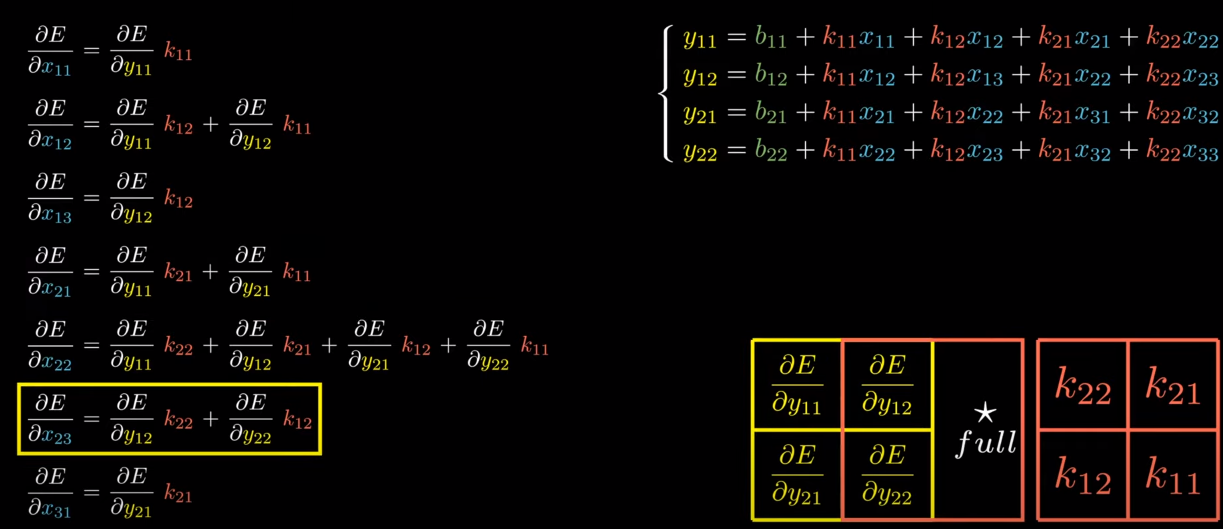 ∂E/∂x₁₁ = ∂E/∂y₁₁ k₁₁
∂E/∂x₁₂ = ∂E/∂y₁₁ k₁₂ + ∂E/∂y₁₂ k₁₁
∂E/∂x₁₃ = ∂E/∂y₁₂ k₁₂
∂E/∂x₂₁ = ∂E/∂y₁₁ k₂₁ + ∂E/∂y₂₁ k₁₁
∂E/∂x₂₂ = ∂E/∂y₁₁ k₂₂ + ∂E/∂y₁₂ k₂₁ + ∂E/∂y₂₁ k₁₂ + ∂E/∂y₂₂ k₁₁
∂E/∂x₂₃ = ∂E/∂y₁₂ k₂₂ + ∂E/∂y₂₂ k₁₂
∂E/∂x₃₁ = ∂E/∂y₂₁ k₂₁
y₁₁ = b₁₁ + k₁₁x₁₁ + k₁₂x₁₂ + k₂₁x₂₁ + k₂₂x₂₂
y₁₂ = b₁₂ + k₁₁x₁₂ + k₁₂x₁₃ + k₂₁x₂₂ + k₂₂x₂₃
y₂₁ = b₂₁ + k₁₁x₂₁ + k₁₂x₂₂ + k₂₁x₃₁ + k₂₂x₃₂
y₂₂ = b₂₂ + k₁₁x₂₂ + k₁₂x₂₃ + k₂₁x₃₂ + k₂₂x₃₃
∂E/∂y₁₁ ∂E/∂y₁₂
∂E/∂y₂₁ ∂E/∂y₂₂
⋆
full
k₂₂ k₂₁
k₁₂ k₁₁